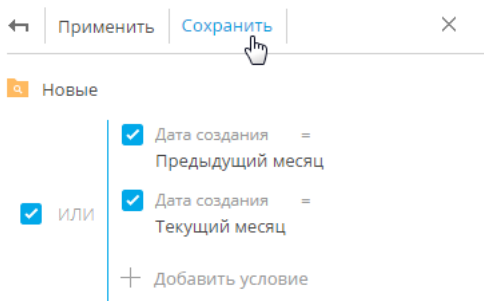 Применить Сохранить
Новые
Дата создания =
Предыдущий месяц
Дата создания =
ИЛИ
Текущий месяц
Добавить условие